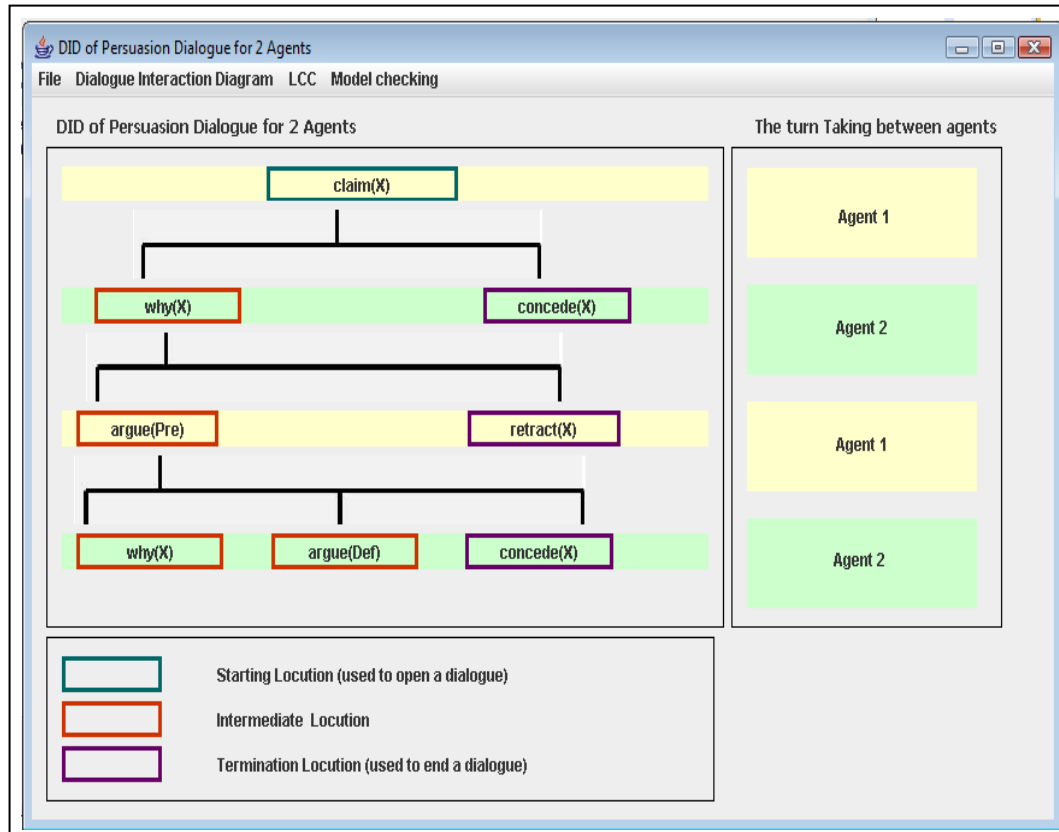 DID of Persuasion Dialogue for 2 Agents
File Dialogue Interaction Diagram LCC Model checking
DID of Persuasion Dialogue for 2 Agents
The turn Taking between agents
claim(X)
Agent 1
why(X) concede(X)
Agent 2
argue(Pre) retract(X)
Agent 1
why(X) argue(Def) concede(X)
Agent 2
Starting Locution (used to open a dialogue)
Intermediate Locution
Termination Locution (used to end a dialogue)